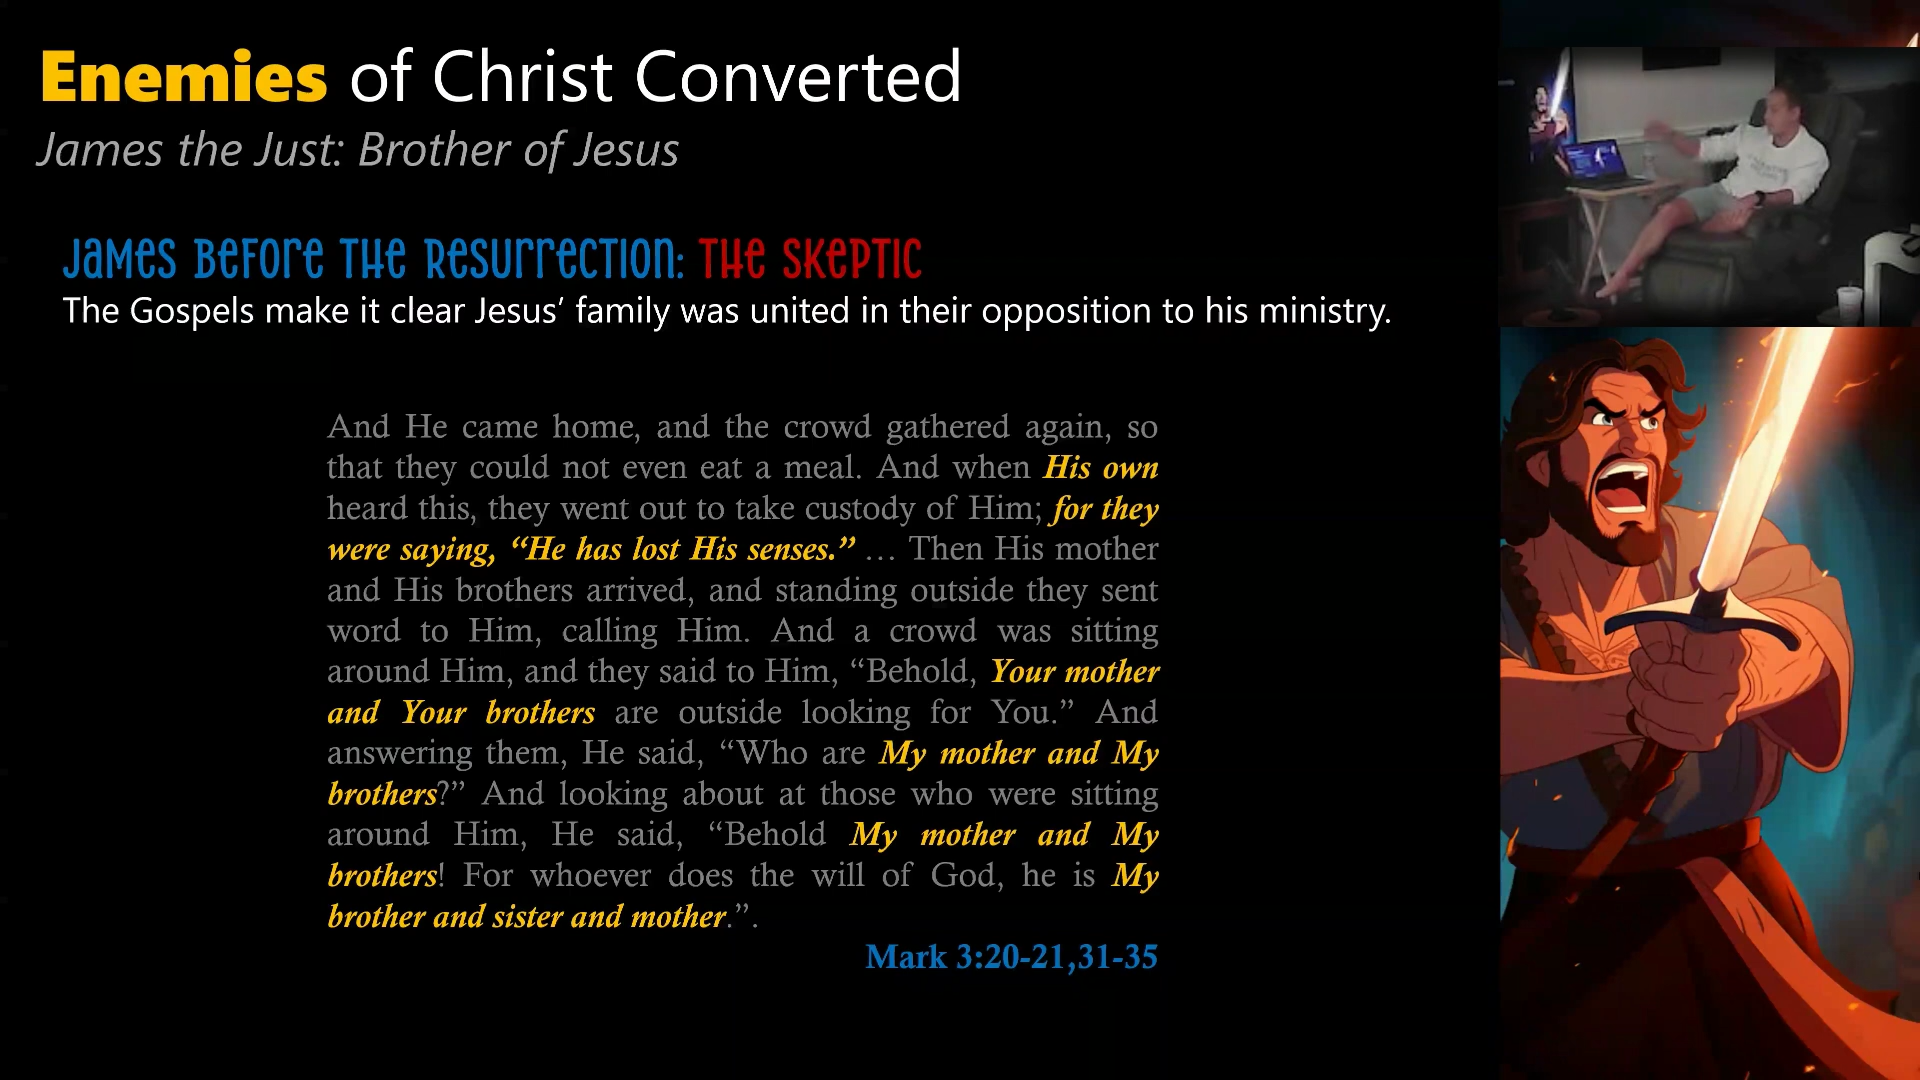 Enemies of Christ Converted
James the Just: Brother of Jesus
James Before the Resurrection: The Skeptic
The Gospels make it clear Jesus’ family was united in their opposition to his ministry.
And He came home, and the crowd gathered again, so
that they could not even eat a meal. And when His own
heard this, they went out to take custody of Him; for they
were saying, “He has lost His senses.” … Then His mother
and His brothers arrived, and standing outside they sent
word to Him, calling Him. And a crowd was sitting
around Him, and they said to Him, “Behold, Your mother
and Your brothers are outside looking for You.” And
answering them, He said, “Who are My mother and My
brothers?” And looking about at those who were sitting
around Him, He said, “Behold My mother and My
brothers! For whoever does the will of God, he is My
brother and sister and mother.”.
Mark 3:20-21,31-35